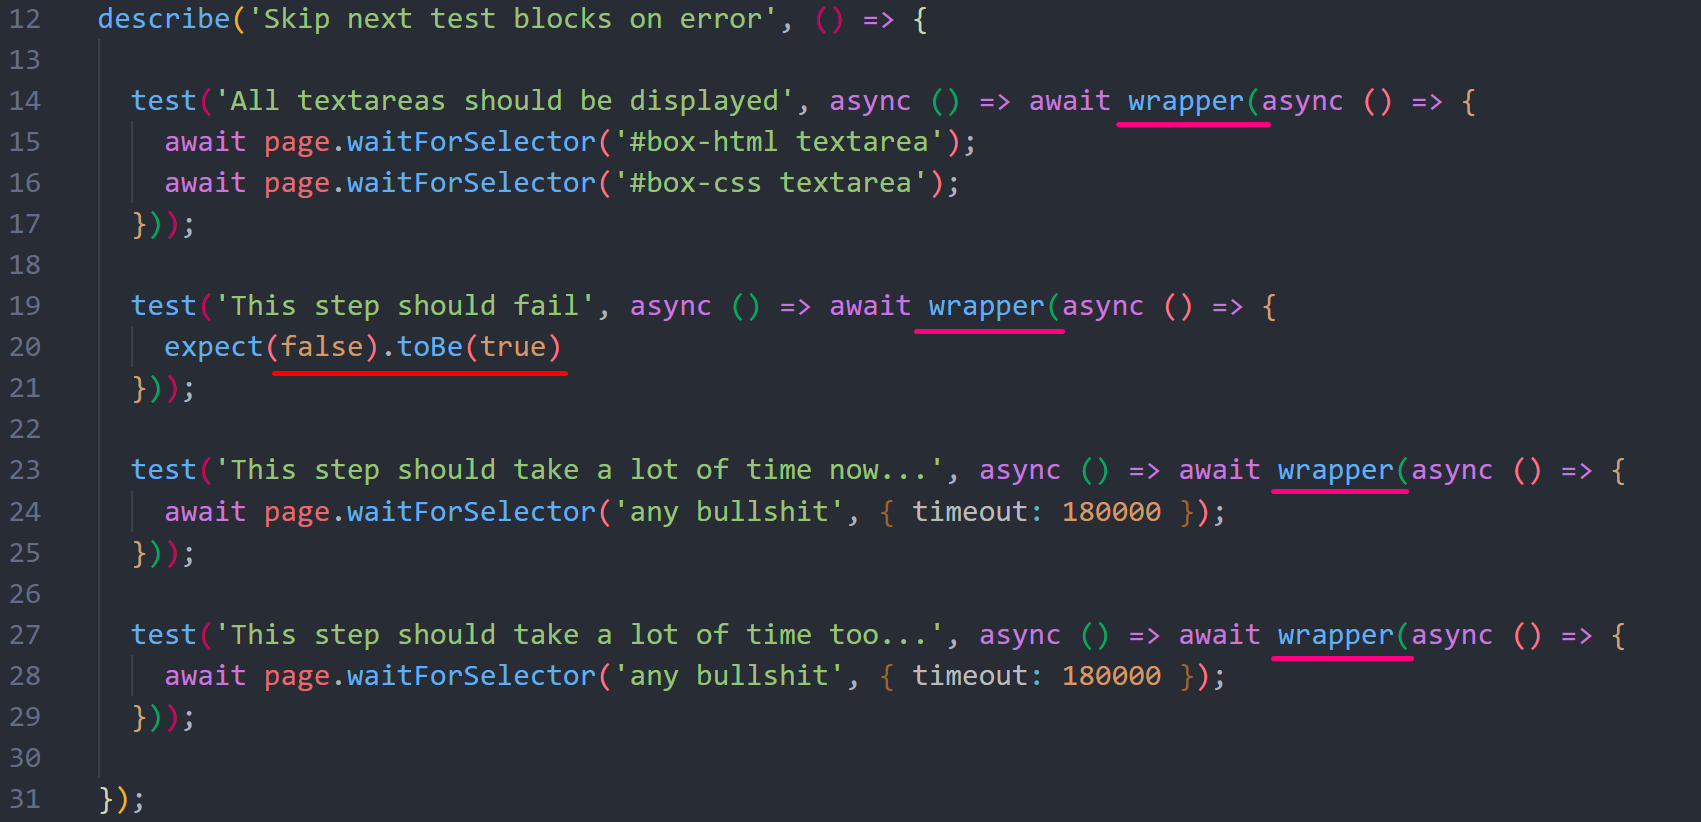 12 describe('Skip next test blocks on error', () => {
13
14 test('All textareas should be displayed', async () => await wrapper(async () => {
15 await page.waitForSelector('#box-html textarea');
16 await page.waitForSelector('#box-css textarea');
17 }));
18
19 test('This step should fail', async () => await wrapper(async () => {
20 expect(false).toBe(true)
21 }));
22
23 test('This step should take a lot of time now...', async () => await wrapper(async () => {
24 await page.waitForSelector('any bullshit', { timeout: 180000 });
25 }));
26
27 test('This step should take a lot of time too...', async () => await wrapper(async () => {
28 await page.waitForSelector('any bullshit', { timeout: 180000 });
29 }));
30
31 });